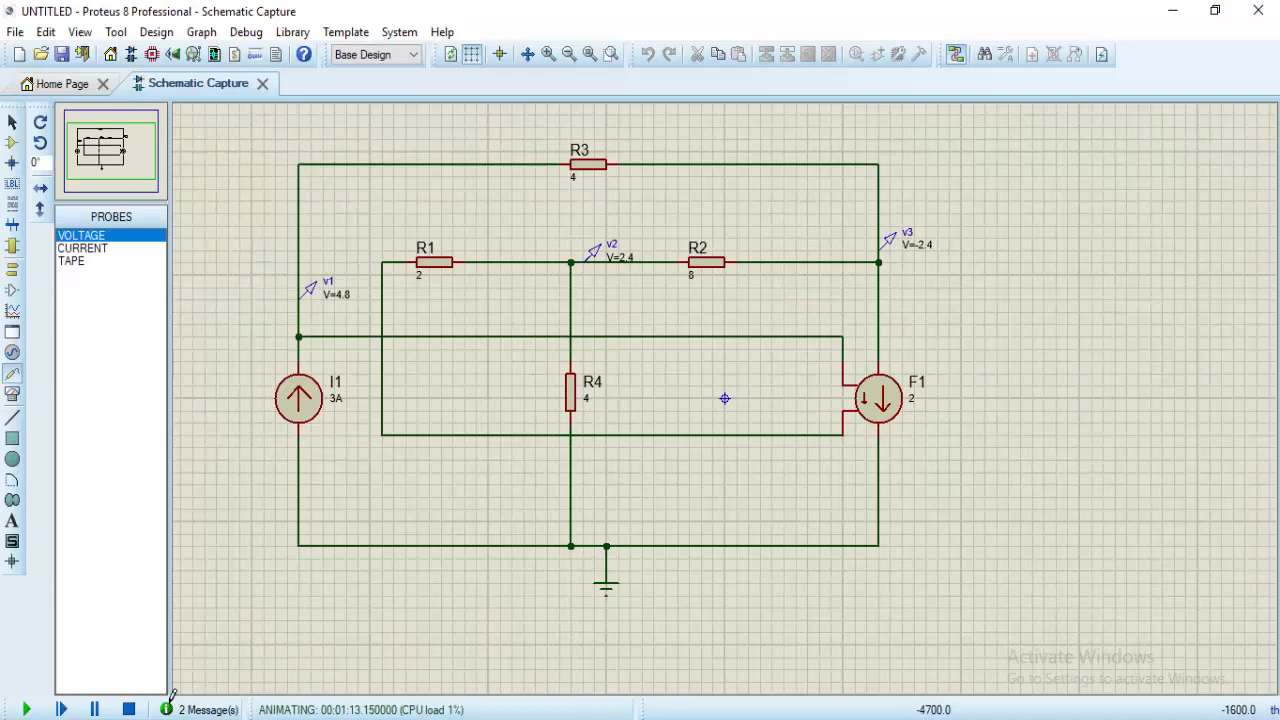 UNTITLED - Proteus 8 Professional - Schematic Capture
File Edit View Tool Design Graph Debug Library Template System Help
Base Design
Home Page Schematic Capture
0°
LBL
PROBES
VOLTAGE
CURRENT
TAPE
A
S
R3
4
R1
2
v2
V=2.4
R2
8
v3
V=-2.4
v1
V=4.8
I1
3A
R4
4
F1
2
Activate Windows
Go to Settings to activate Windows.
2 Message(s)
ANIMATING: 00:01:13.150000 (CPU load 1%)
-4700.0
-1600.0
th